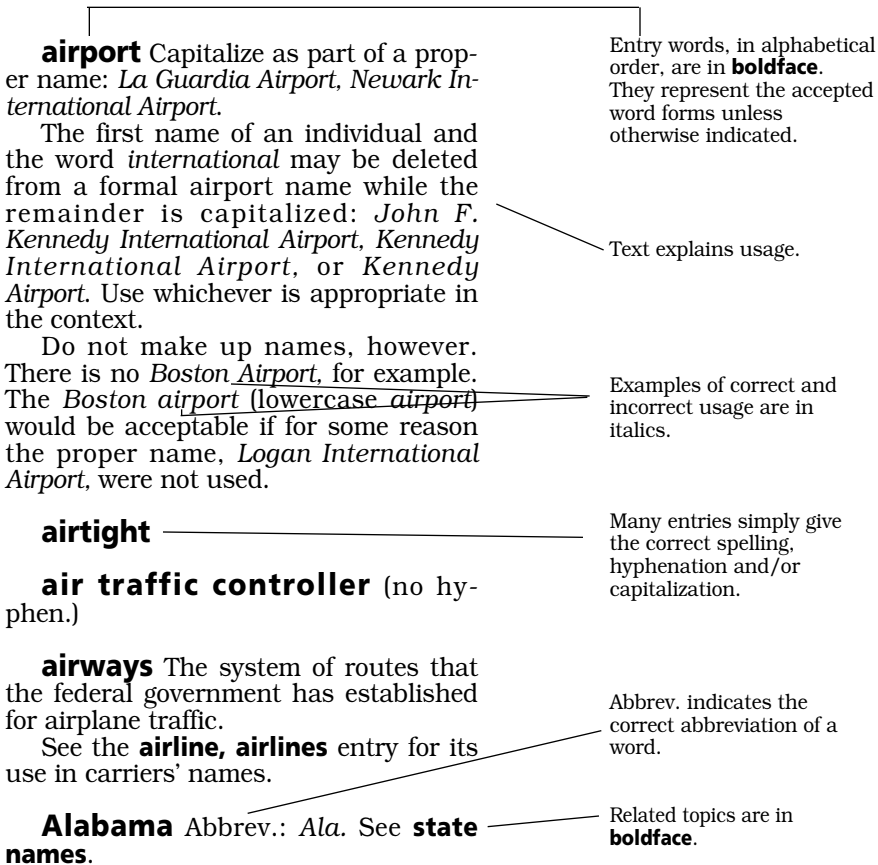 airport Capitalize as part of a prop-
er name: La Guardia Airport, Newark In-
ternational Airport.
The first name of an individual and
the word international may be deleted
from a formal airport name while the
remainder is capitalized: John F.
Kennedy International Airport, Kennedy
International Airport, or Kennedy
Airport. Use whichever is appropriate in
the context.
Do not make up names, however.
There is no Boston Airport, for example.
The Boston airport (lowercase airport)
would be acceptable if for some reason
the proper name, Logan International
Airport, were not used.
airtight
air traffic controller (no hy-
phen.)
airways The system of routes that
the federal government has established
for airplane traffic.
See the airline, airlines entry for its
use in carriers’ names.
Alabama Abbrev.: Ala. See state
names.
Entry words, in alphabetical
order, are in boldface.
They represent the accepted
word forms unless
otherwise indicated.
Text explains usage.
Examples of correct and
incorrect usage are in
italics.
Many entries simply give
the correct spelling,
hyphenation and/or
capitalization.
Abbrev. indicates the
correct abbreviation of a
word.
Related topics are in
boldface.